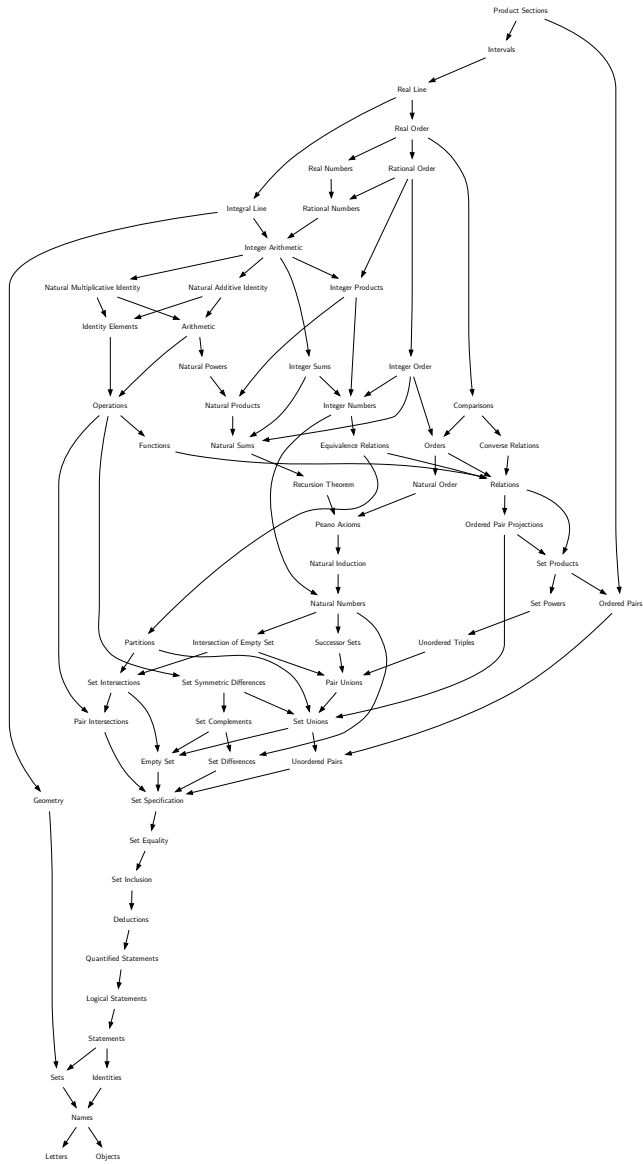 Product Sections
Intervals
Real Line
Real Order
Real Numbers
Rational Order
Integral Line
Rational Numbers
Integer Arithmetic
Natural Multiplicative Identity
Natural Additive Identity
Integer Products
Identity Elements
Arithmetic
Natural Powers
Integer Sums
Integer Order
Operations
Natural Products
Integer Numbers
Comparisons
Functions
Natural Sums
Equivalence Relations
Orders
Converse Relations
Recursion Theorem
Natural Order
Relations
Peano Axioms
Ordered Pair Projections
Natural Induction
Set Products
Natural Numbers
Set Powers
Ordered Pairs
Partitions
Intersection of Empty Set
Successor Sets
Unordered Triples
Set Intersections
Set Symmetric Differences
Pair Unions
Pair Intersections
Set Complements
Set Unions
Empty Set
Set Differences
Unordered Pairs
Geometry
Set Specification
Set Equality
Set Inclusion
Deductions
Quantified Statements
Logical Statements
Statements
Sets
Identities
Names
Letters
Objects